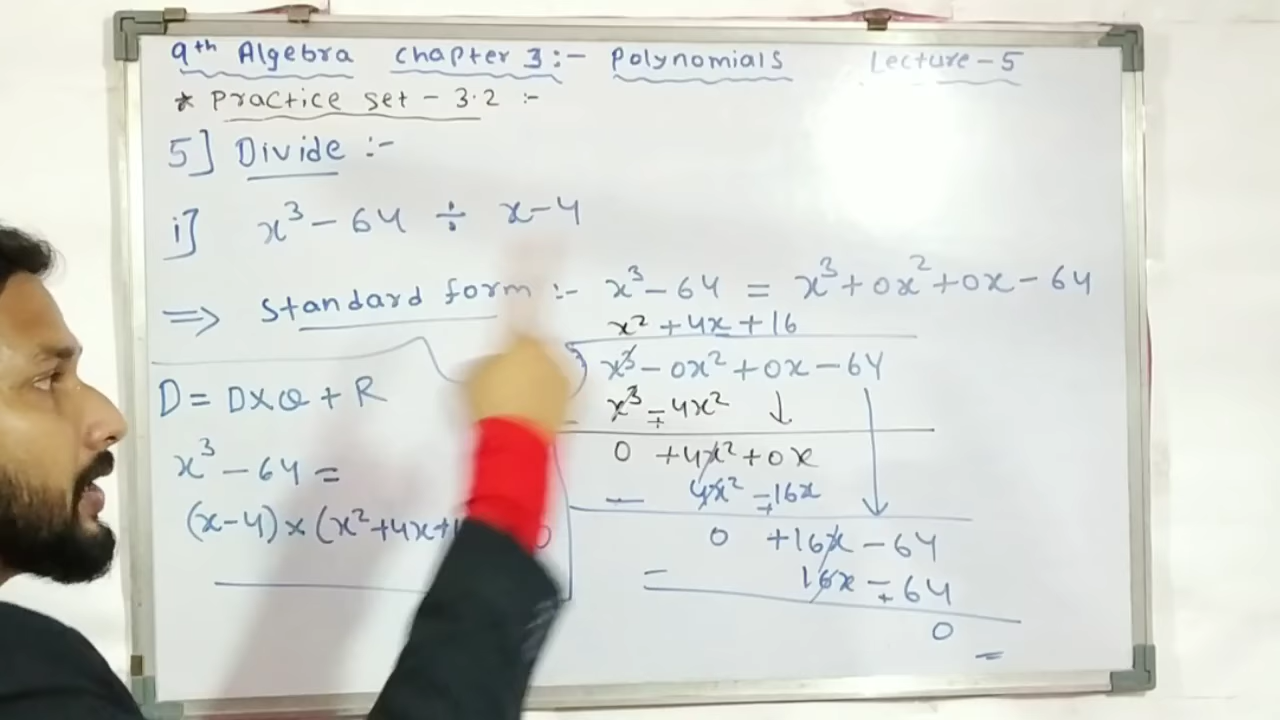 9th Algebra Chapter 3:- Polynomials Lecture-5
* Practice set - 3.2 :-
5] Divide :-
i] x³ - 64 ÷ x-4
⇒ Standard form :- x³-64 = x³+0x²+0x-64
x² + 4x + 16
x³ - 0x² + 0x - 64
x³ - 4x²
+
0 + 4x² + 0x
- 4x² - 16x
+
0 + 16x - 64
- 16x - 64
+
0
D = D×Q + R
x³ - 64 =
(x-4) × (x²+4x+ 0